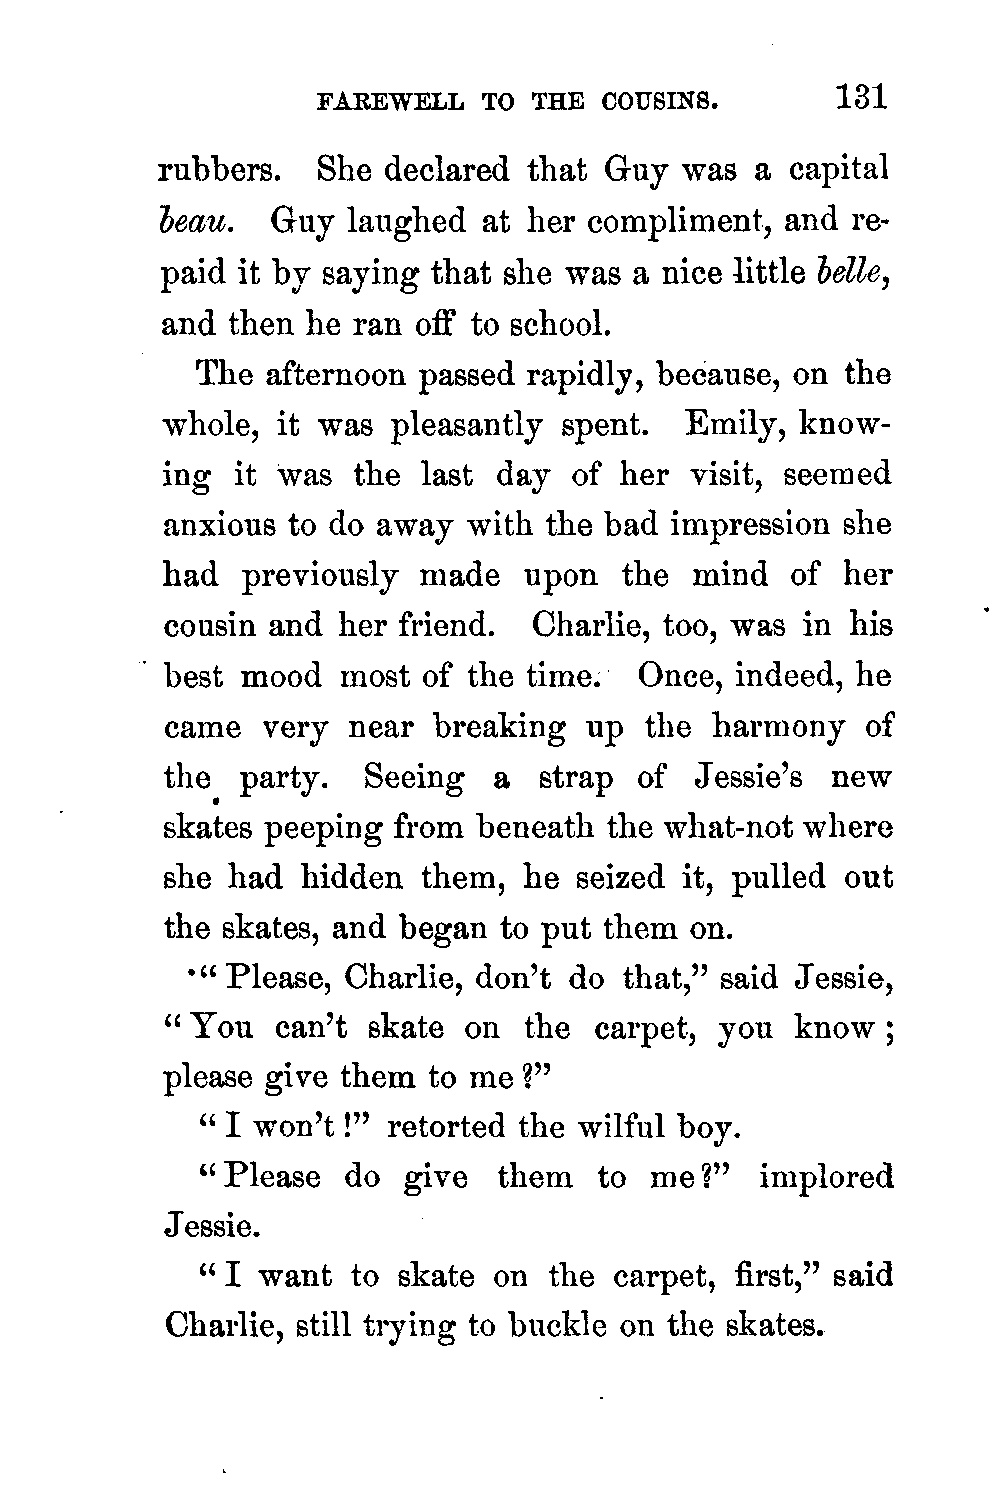 FAREWELL TO THE COUSINS. 131
rubbers. She declared that Guy was a capital
beau. Guy laughed at her compliment, and re-
paid it by saying that she was a nice little belle,
and then he ran off to school.
The afternoon passed rapidly, because, on the
whole, it was pleasantly spent. Emily, know-
ing it was the last day of her visit, seemed
anxious to do away with the bad impression she
had previously made upon the mind of her
cousin and her friend. Charlie, too, was in his
best mood most of the time. Once, indeed, he
came very near breaking up the harmony of
the party. Seeing a strap of Jessie's new
skates peeping from beneath the what-not where
she had hidden them, he seized it, pulled out
the skates, and began to put them on.
"Please, Charlie, don't do that," said Jessie,
"You can't skate on the carpet, you know;
please give them to me?"
"I won't!" retorted the wilful boy.
"Please do give them to me?" implored
Jessie.
"I want to skate on the carpet, first," said
Charlie, still trying to buckle on the skates.